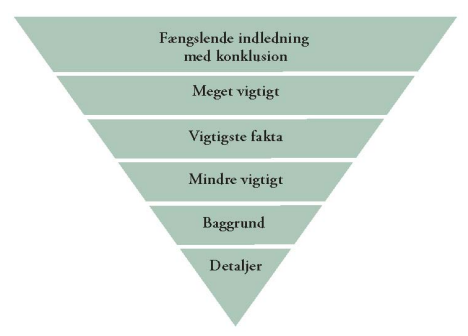 Fængslende indledning
med konklusion
Meget vigtigt
Vigtigste fakta
Mindre vigtigt
Baggrund
Detaljer